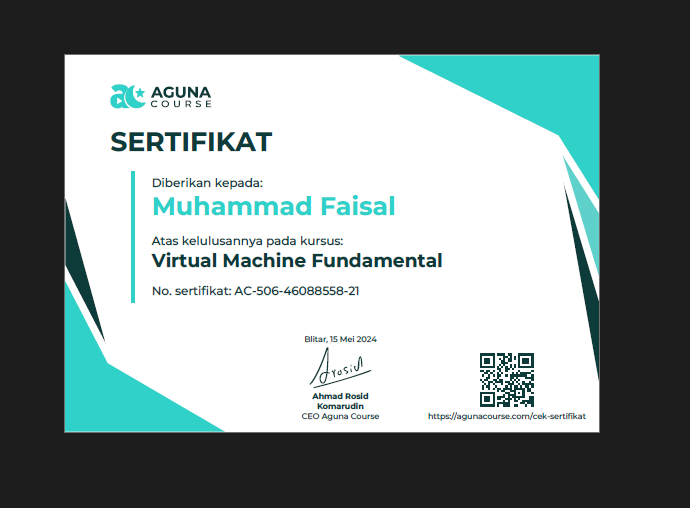 AGUNA
COURSE
SERTIFIKAT
Diberikan kepada:
Muhammad Faisal
Atas kelulusannya pada kursus:
Virtual Machine Fundamental
No. sertifikat: AC-506-46088558-21
Blitar, 15 Mei 2024
Arosid
Ahmad Rosid
Komarudin
CEO Aguna Course
https://agunacourse.com/cek-sertifikat